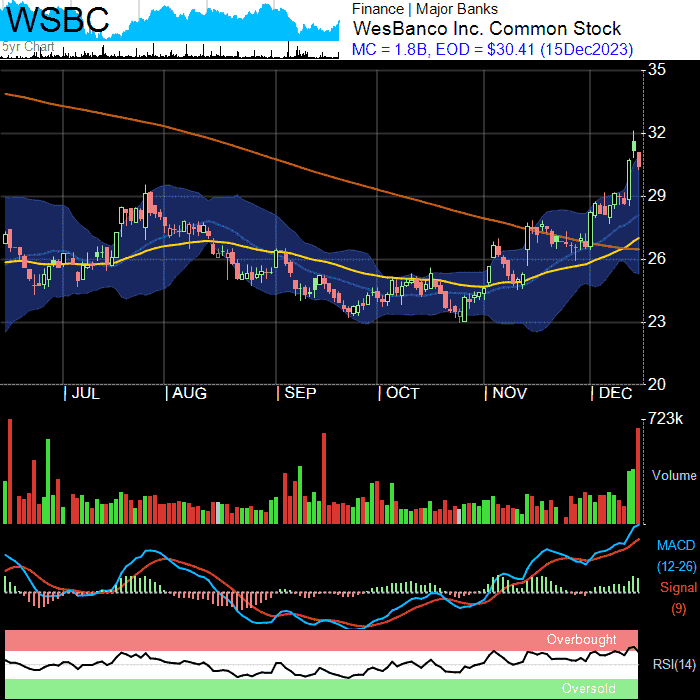 WSBC
5yr Chart
Finance | Major Banks
WesBanco Inc. Common Stock
MC = 1.8B, EOD = $30.41 (15Dec2023)
35
32
29
26
23
20
| JUL | AUG | SEP | OCT | NOV | DEC
723k
Volume
MACD
(12-26)
Signal
(9)
Overbought
RSI(14)
Oversold